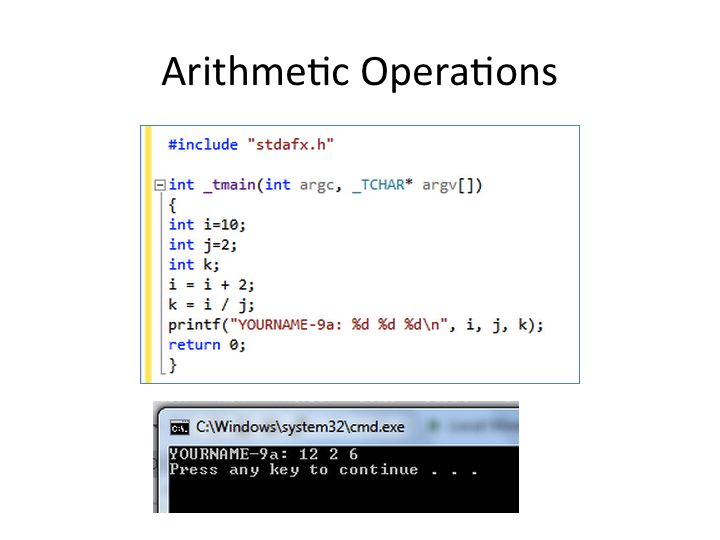 Arithmetic Operations
#include "stdafx.h"
int _tmain(int argc, _TCHAR* argv[])
{
int i=10;
int j=2;
int k;
i = i + 2;
k = i / j;
printf("YOURNAME-9a: %d %d %d\n", i, j, k);
return 0;
}
C:\Windows\system32\cmd.exe
YOURNAME-9a: 12 2 6
Press any key to continue . . .